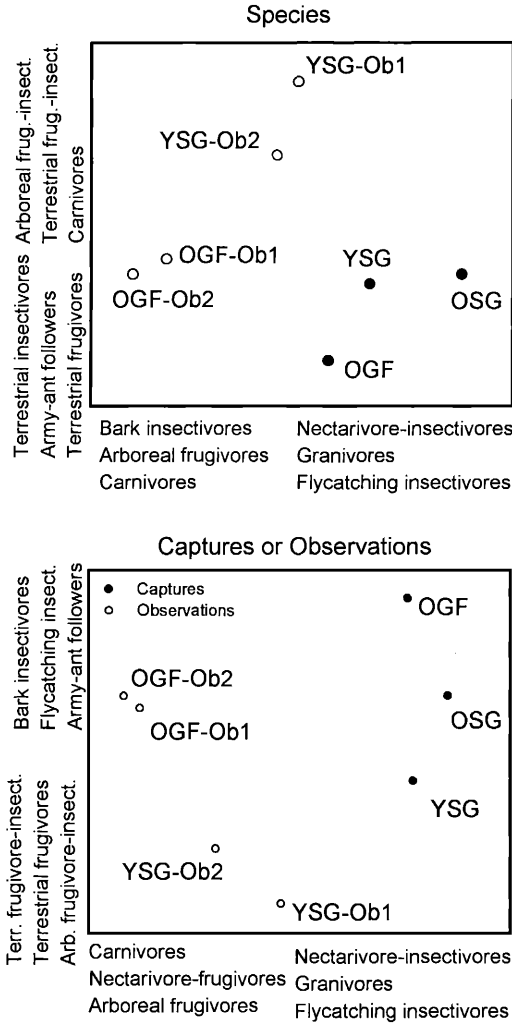 Species
YSG-Ob1
YSG-Ob2
OGF-Ob1
YSG
OGF-Ob2
OSG
OGF
Arboreal frug.-insect.
Terrestrial frug.-insect.
Carnivores
Terrestrial insectivores
Army-ant followers
Terrestrial frugivores
Bark insectivores
Arboreal frugivores
Carnivores
Nectarivore-insectivores
Granivores
Flycatching insectivores
Captures or Observations
Captures
Observations
OGF
OGF-Ob2
OSG
OGF-Ob1
YSG
YSG-Ob2
YSG-Ob1
Bark insectivores
Flycatching insect.
Army-ant followers
Terr. frugivore-insect.
Terrestrial frugivores
Arb. frugivore-insect.
Carnivores
Nectarivore-frugivores
Arboreal frugivores
Nectarivore-insectivores
Granivores
Flycatching insectivores